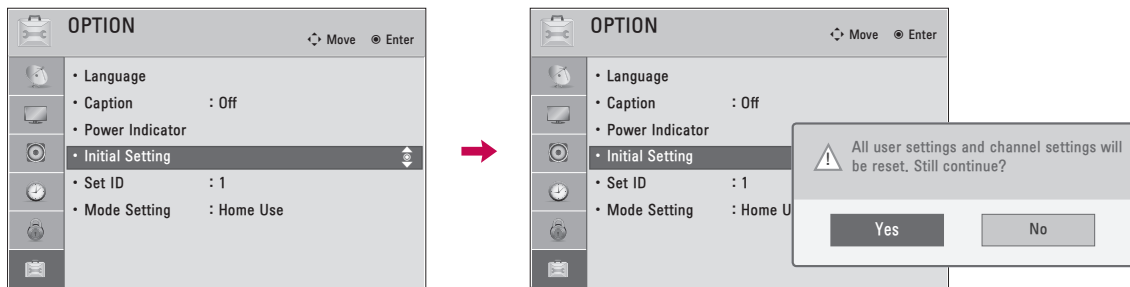 OPTION
Move Enter
• Language
• Caption : Off
• Power Indicator
• Initial Setting
• Set ID : 1
• Mode Setting : Home Use
OPTION
Move Enter
• Language
• Caption : Off
• Power Indicator
• Initial Setting
• Set ID : 1
• Mode Setting : Home U
All user settings and channel settings will
be reset. Still continue?
Yes No